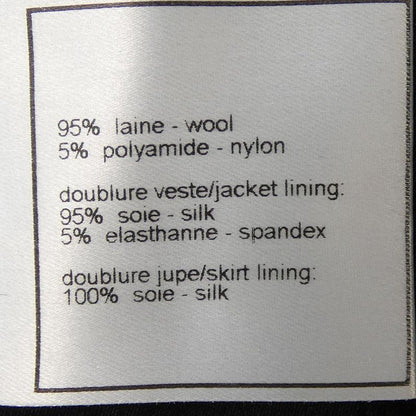 95% laine - wool
5% polyamide - nylon
doublure veste/jacket lining:
95% soie - silk
5% elasthanne - spandex
doublure jupe/skirt lining:
100% soie - silk